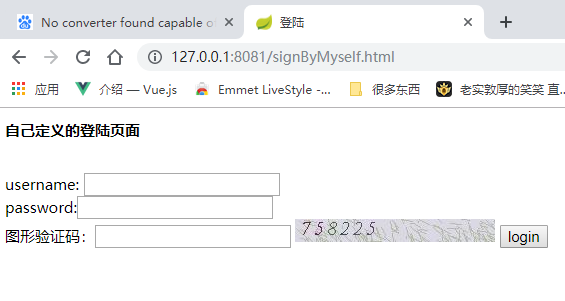 No converter found capable of
登陆
127.0.0.1:8081/signByMyself.html
应用 介绍 — Vue.js Emmet LiveStyle -... 很多东西 老实敦厚的笑笑 直...
自己定义的登陆页面
username:
password:
图形验证码: 758225 login